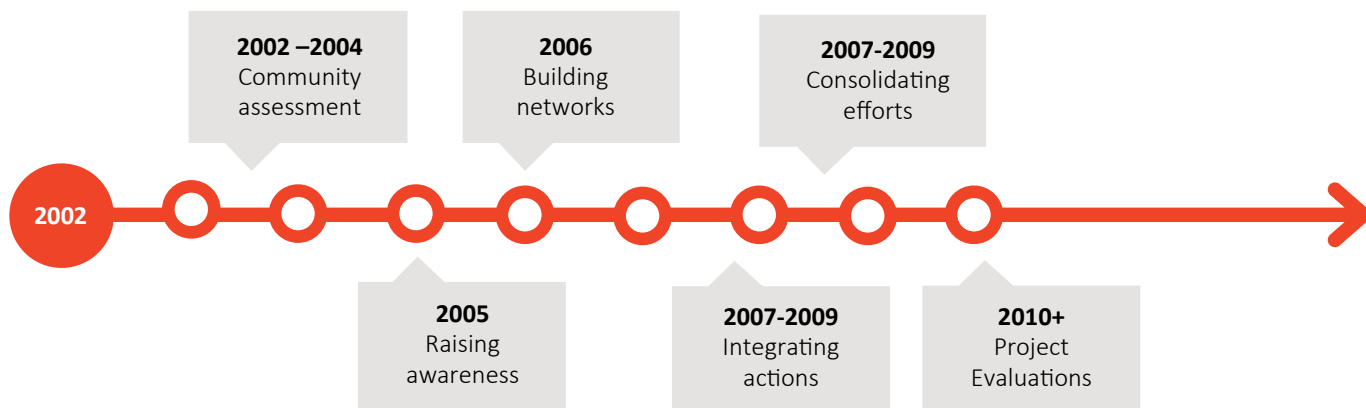 2002 –2004
Community
assessment
2006
Building
networks
2007-2009
Consolidating
efforts
2002
2005
Raising
awareness
2007-2009
Integrating
actions
2010+
Project
Evaluations